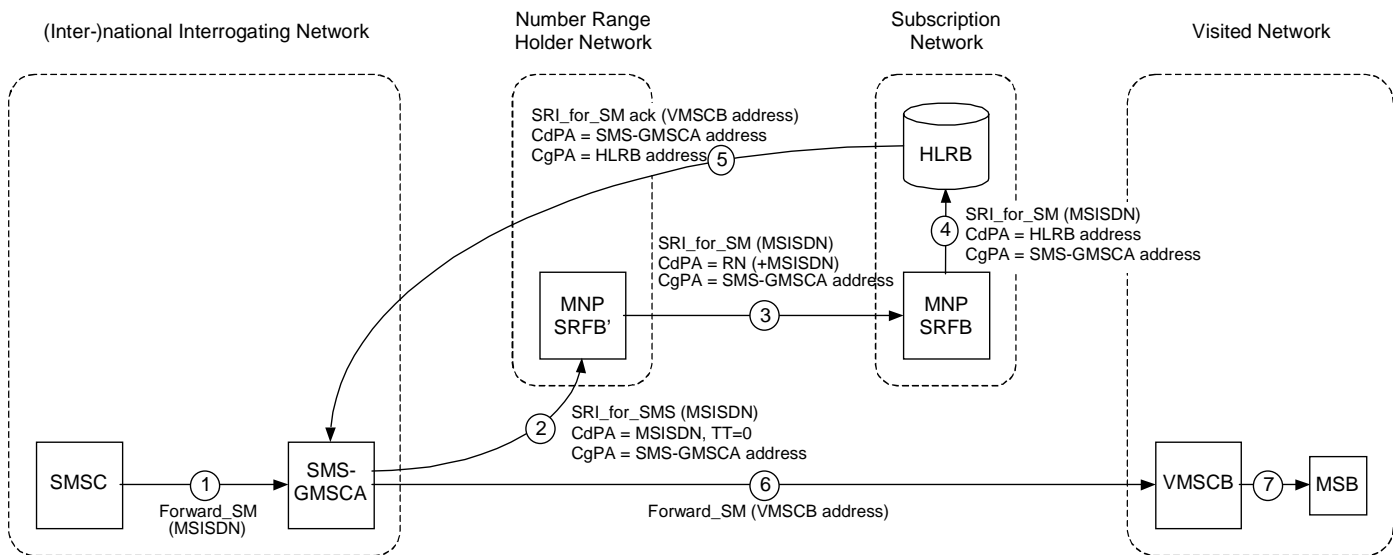 (Inter-)national Interrogating Network
Number Range
Holder Network
Subscription
Network
Visited Network
SRI_for_SM ack (VMSCB address)
CdPA = SMS-GMSCA address
CgPA = HLRB address
5
HLRB
4
SRI_for_SM (MSISDN)
CdPA = HLRB address
CgPA = SMS-GMSCA address
SRI_for_SM (MSISDN)
CdPA = RN (+MSISDN)
CgPA = SMS-GMSCA address
MNP
SRFB’
3
MNP
SRFB
2
SRI_for_SMS (MSISDN)
CdPA = MSISDN, TT=0
CgPA = SMS-GMSCA address
SMSC
1
Forward_SM
(MSISDN)
SMS-
GMSCA
6
Forward_SM (VMSCB address)
VMSCB
7
MSB